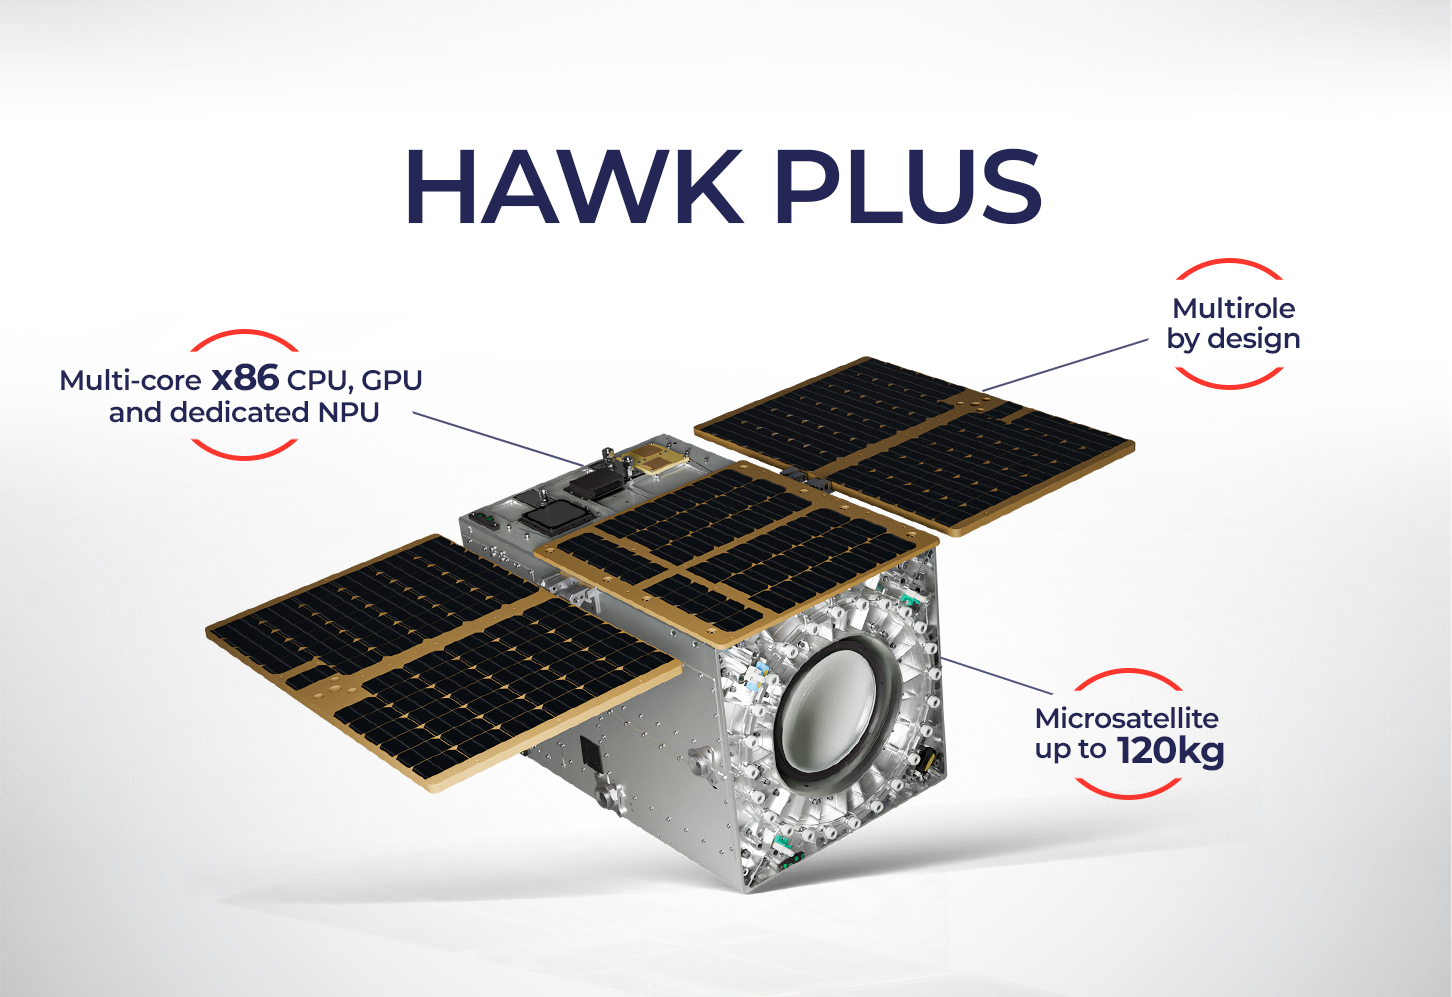 HAWK PLUS
Multirole
by design
Multi-core x86 CPU, GPU
and dedicated NPU
Microsatellite
up to 120kg